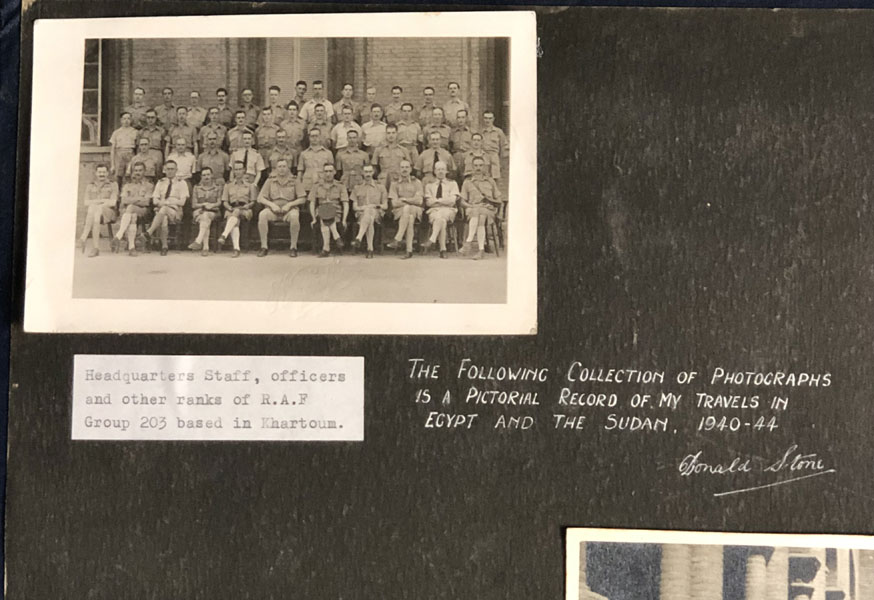 Headquarters Staff, officers
and other ranks of R.A.F
Group 203 based in Khartoum.
THE FOLLOWING COLLECTION OF PHOTOGRAPHS
IS A PICTORIAL RECORD OF MY TRAVELS IN
EGYPT AND THE SUDAN. 1940-44
Donald Stone